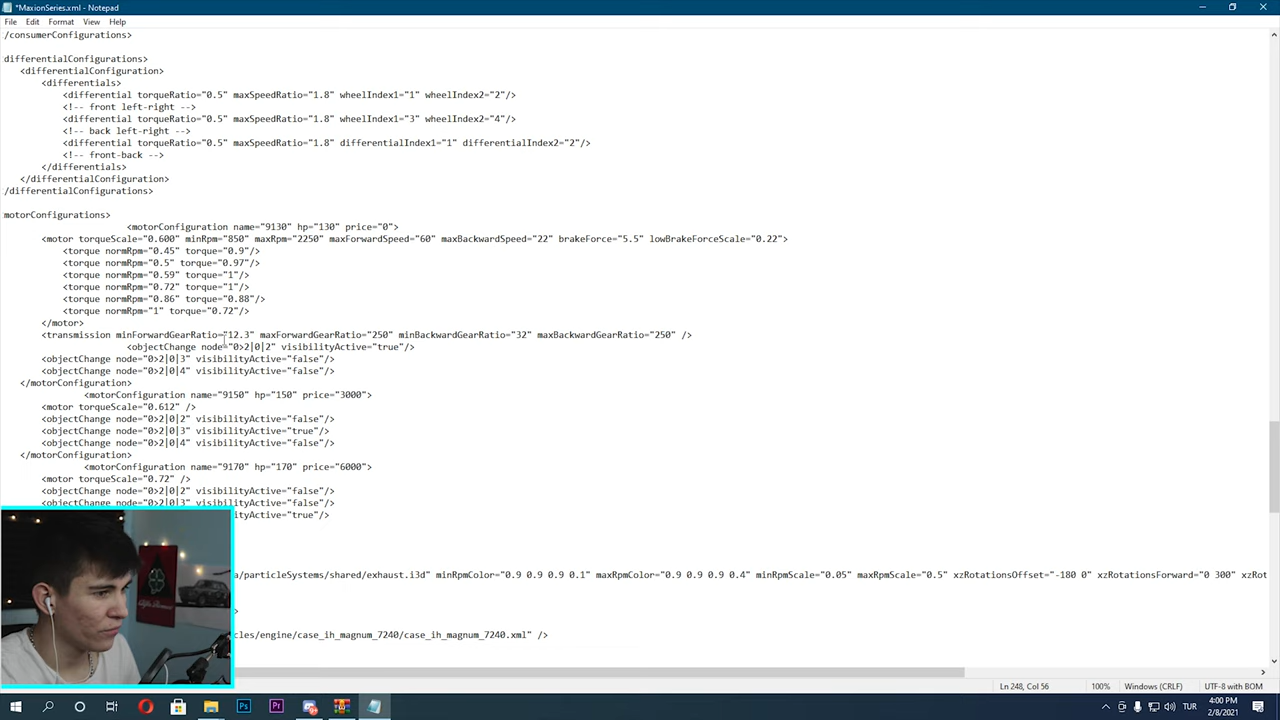 *MaxionSeries.xml - Notepad
File Edit Format View Help
/consumerConfigurations>
differentialConfigurations>
<differentialConfiguration>
<differentials>
<differential torqueRatio="0.5" maxSpeedRatio="1.8" wheelIndex1="1" wheelIndex2="2"/>
<!-- front left-right -->
<differential torqueRatio="0.5" maxSpeedRatio="1.8" wheelIndex1="3" wheelIndex2="4"/>
<!-- back left-right -->
<differential torqueRatio="0.5" maxSpeedRatio="1.8" differentialIndex1="1" differentialIndex2="2"/>
<!-- front-back -->
</differentials>
</differentialConfiguration>
/differentialConfigurations>
motorConfigurations>
<motorConfiguration name="9130" hp="130" price="0">
<motor torqueScale="0.600" minRpm="850" maxRpm="2250" maxForwardSpeed="60" maxBackwardSpeed="22" brakeForce="5.5" lowBrakeForceScale="0.22">
<torque normRpm="0.45" torque="0.9"/>
<torque normRpm="0.5" torque="0.97"/>
<torque normRpm="0.59" torque="1"/>
<torque normRpm="0.72" torque="1"/>
<torque normRpm="0.86" torque="0.88"/>
<torque normRpm="1" torque="0.72"/>
</motor>
<transmission minForwardGearRatio="12.3" maxForwardGearRatio="250" minBackwardGearRatio="32" maxBackwardGearRatio="250" />
<objectChange node="0>2|0|2" visibilityActive="true"/>
<objectChange node="0>2|0|3" visibilityActive="false"/>
<objectChange node="0>2|0|4" visibilityActive="false"/>
</motorConfiguration>
<motorConfiguration name="9150" hp="150" price="3000">
<motor torqueScale="0.612" />
<objectChange node="0>2|0|2" visibilityActive="false"/>
<objectChange node="0>2|0|3" visibilityActive="true"/>
<objectChange node="0>2|0|4" visibilityActive="false"/>
</motorConfiguration>
<motorConfiguration name="9170" hp="170" price="6000">
<motor torqueScale="0.72" />
<objectChange node="0>2|0|2" visibilityActive="false"/>
<objectChange node="0>2|0|3" visibilityActive="false"/>
ityActive="true"/>
a/particleSystems/shared/exhaust.i3d" minRpmColor="0.9 0.9 0.9 0.1" maxRpmColor="0.9 0.9 0.9 0.4" minRpmScale="0.05" maxRpmScale="0.5" xzRotationsOffset="-180 0" xzRotationsForward="0 300" xzRot
>
cles/engine/case_ih_magnum_7240/case_ih_magnum_7240.xml" />
Ln 248, Col 56 100% Windows (CRLF) UTF-8 with BOM
TUR
4:00 PM
2/8/2021